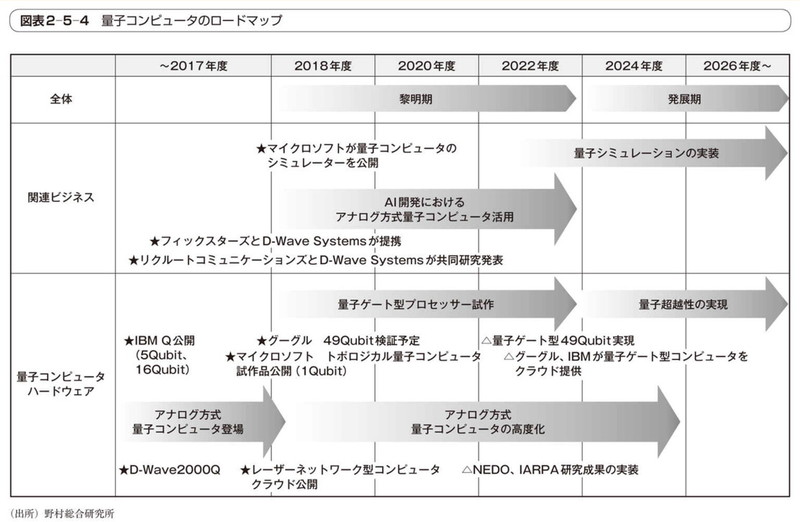 図表2-5-4 量子コンピュータのロードマップ
～2017年度 2018年度 2020年度 2022年度 2024年度 2026年度～
全体
黎明期
発展期
関連ビジネス
★マイクロソフトが量子コンピュータの
シミュレーターを公開
量子シミュレーションの実装
AI開発における
アナログ方式量子コンピュータ活用
★フィックスターズとD-Wave Systemsが提携
★リクルートコミュニケーションズとD-Wave Systemsが共同研究発表
量子コンピュータ
ハードウェア
量子ゲート型プロセッサー試作
量子超越性の実現
★IBM Q公開
（5Qubit、
16Qubit）
★グーグル 49Qubit検証予定
★マイクロソフト トポロジカル量子コンピュータ
試作品公開（1Qubit）
△量子ゲート型49Qubit実現
△グーグル、IBMが量子ゲート型コンピュータを
クラウド提供
アナログ方式
量子コンピュータ登場
アナログ方式
量子コンピュータの高度化
★D-Wave2000Q
★レーザーネットワーク型コンピュータ
クラウド公開
△NEDO、IARPA研究成果の実装
（出所）野村総合研究所